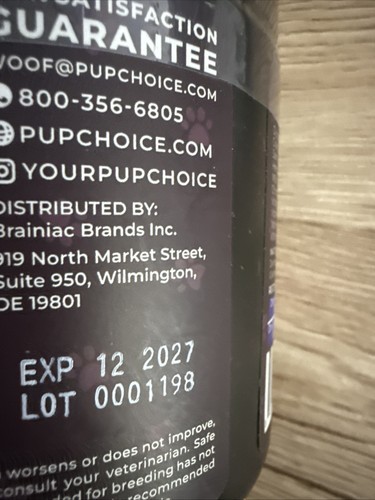 SATISFACTION
GUARANTEE
WOOF@PUPCHOICE.COM
800-356-6805
PUPCHOICE.COM
YOURPUPCHOICE
DISTRIBUTED BY:
Brainiac Brands Inc.
919 North Market Street,
Suite 950, Wilmington,
DE 19801
EXP 12 2027
LOT 0001198
worsens or does not improve,
consult your veterinarian. Safe
for breeding has not
recommended